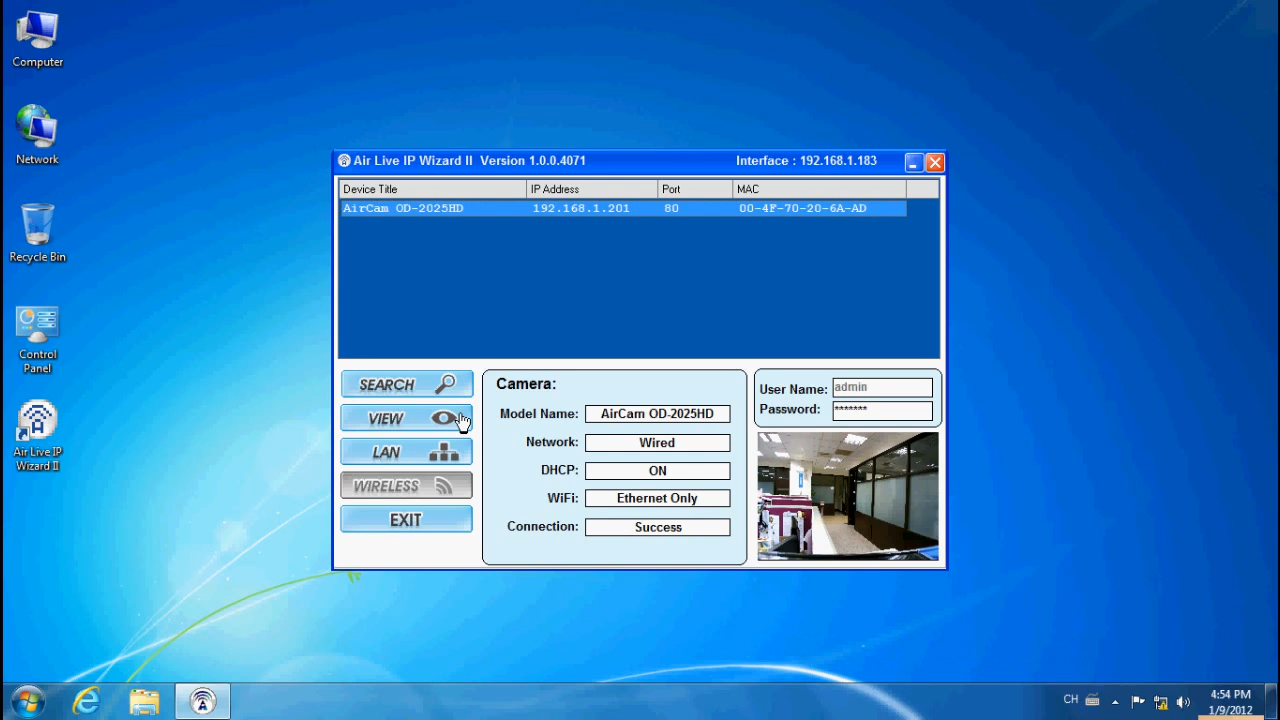 Computer
Network
Recycle Bin
Control
Panel
Air Live IP
Wizard II
Air Live IP Wizard II Version 1.0.0.4071 Interface : 192.168.1.183
Device Title IP Address Port MAC
AirCam OD-2025HD 192.168.1.201 80 00-4F-70-20-6A-AD
SEARCH
VIEW
LAN
WIRELESS
EXIT
Camera:
Model Name: AirCam OD-2025HD
Network: Wired
DHCP: ON
WiFi: Ethernet Only
Connection: Success
User Name: admin
Password: *******
CH
4:54 PM
1/9/2012